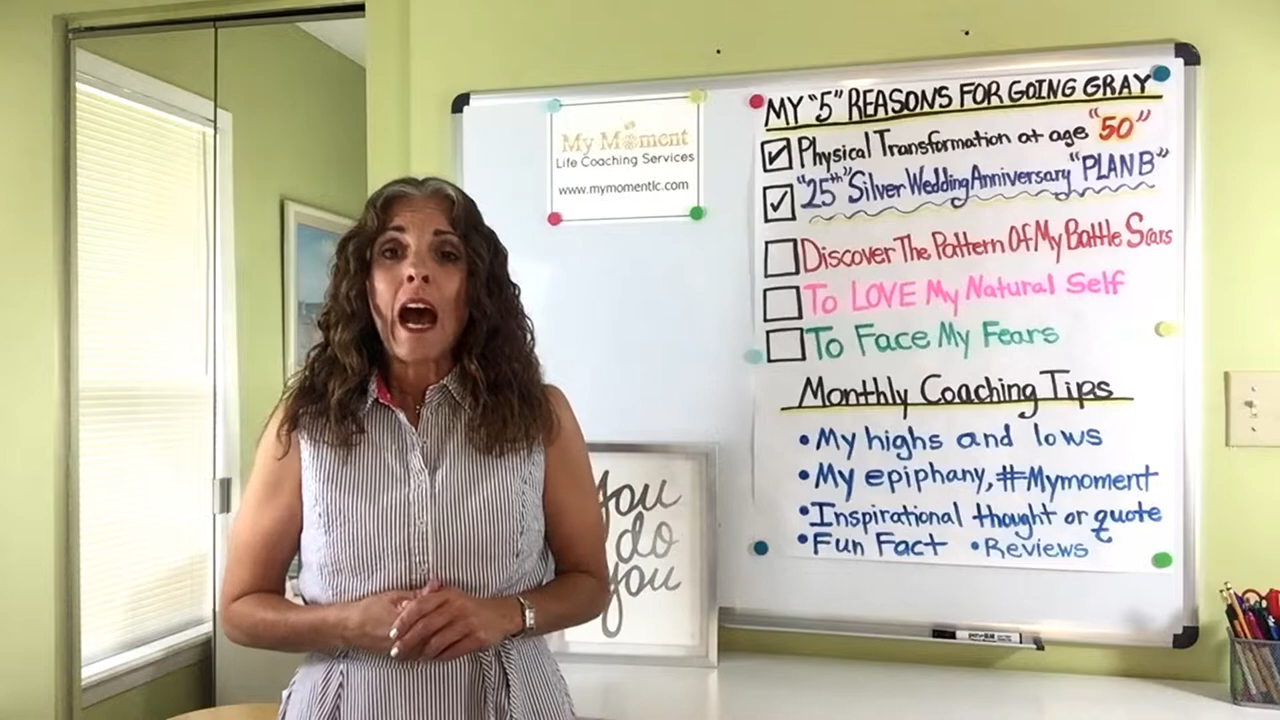 My Moment
Life Coaching Services
www.mymomentlc.com
MY "5" REASONS FOR GOING GRAY
Physical Transformation at age "50"
"25th" Silver Wedding Anniversary "PLAN B"
Discover The Pattern Of My Battle Scars
To LOVE My Natural Self
To Face My Fears
Monthly Coaching Tips
• My highs and lows
• My epiphany, #Mymoment
• Inspirational thought or quote
• Fun Fact • Reviews
you
do
you